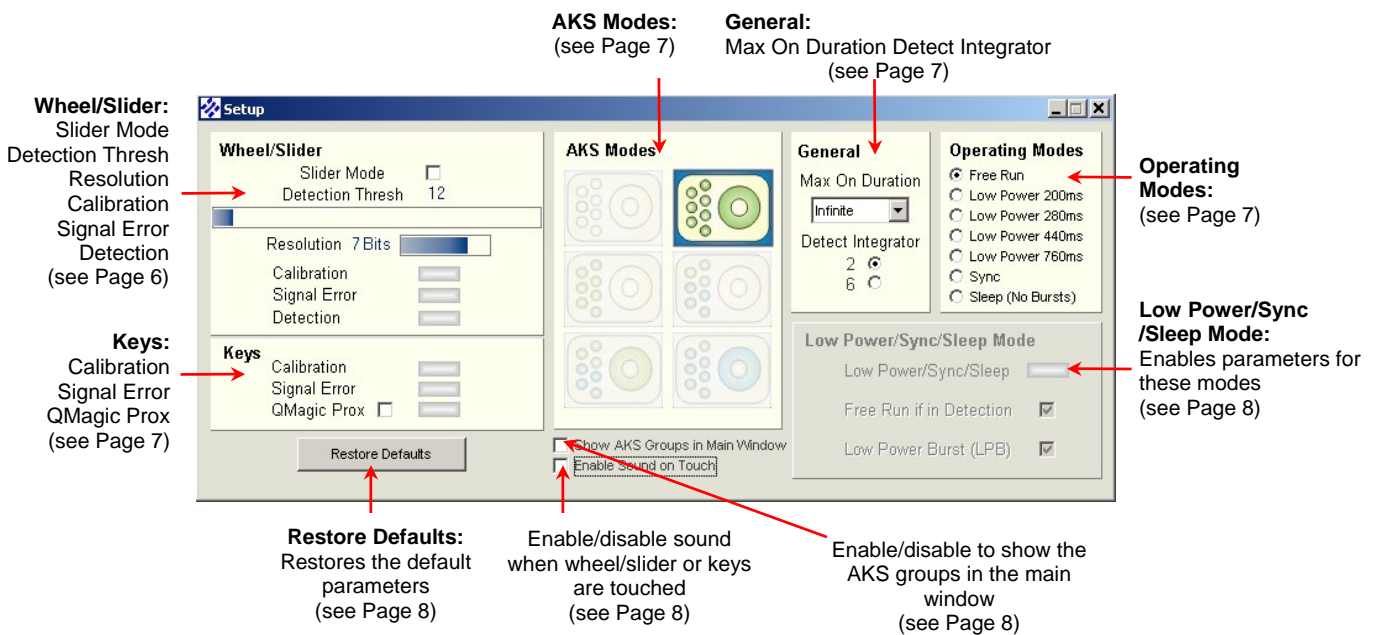 AKS Modes:
(see Page 7)
General:
Max On Duration Detect Integrator
(see Page 7)
Wheel/Slider:
Slider Mode
Detection Thresh
Resolution
Calibration
Signal Error
Detection
(see Page 6)
Keys:
Calibration
Signal Error
QMagic Prox
(see Page 7)
Setup
Wheel/Slider
Slider Mode
Detection Thresh 12
Resolution 7 Bits
Calibration
Signal Error
Detection
Keys
Calibration
Signal Error
QMagic Prox
Restore Defaults
AKS Modes
Show AKS Groups in Main Window
Enable Sound on Touch
General
Max On Duration
Infinite
Detect Integrator
2
6
Operating Modes
Free Run
Low Power 200ms
Low Power 280ms
Low Power 440ms
Low Power 760ms
Sync
Sleep (No Bursts)
Low Power/Sync/Sleep Mode
Low Power/Sync/Sleep
Free Run if in Detection
Low Power Burst (LPB)
Operating
Modes:
(see Page 7)
Low Power/Sync
/Sleep Mode:
Enables parameters for
these modes
(see Page 8)
Restore Defaults:
Restores the default
parameters
(see Page 8)
Enable/disable sound
when wheel/slider or keys
are touched
(see Page 8)
Enable/disable to show the
AKS groups in the main
window
(see Page 8)